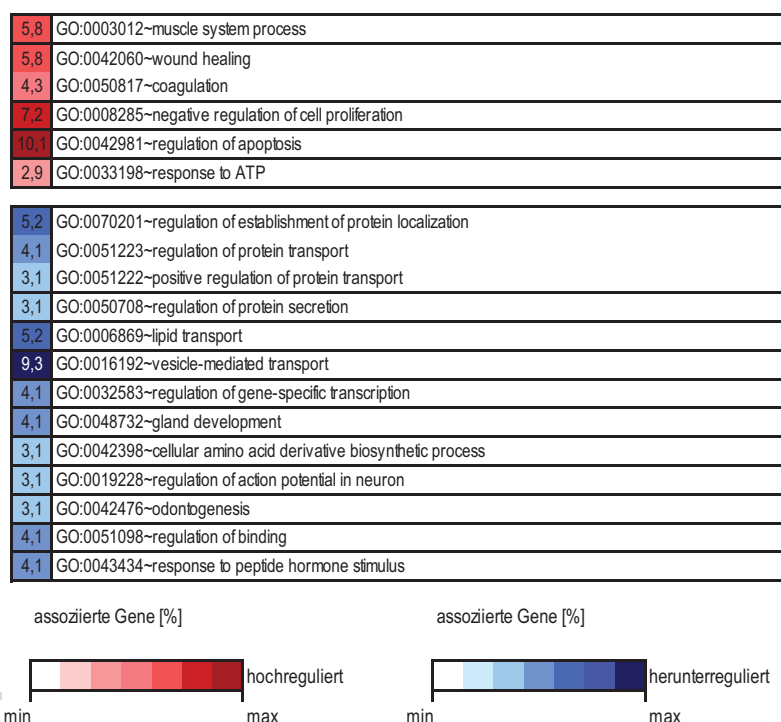 5,8 GO:0003012~muscle system process
5,8 GO:0042060~wound healing
4,3 GO:0050817~coagulation
7,2 GO:0008285~negative regulation of cell proliferation
10,1 GO:0042981~regulation of apoptosis
2,9 GO:0033198~response to ATP
5,2 GO:0070201~regulation of establishment of protein localization
4,1 GO:0051223~regulation of protein transport
3,1 GO:0051222~positive regulation of protein transport
3,1 GO:0050708~regulation of protein secretion
5,2 GO:0006869~lipid transport
9,3 GO:0016192~vesicle-mediated transport
4,1 GO:0032583~regulation of gene-specific transcription
4,1 GO:0048732~gland development
3,1 GO:0042398~cellular amino acid derivative biosynthetic process
3,1 GO:0019228~regulation of action potential in neuron
3,1 GO:0042476~odontogenesis
4,1 GO:0051098~regulation of binding
4,1 GO:0043434~response to peptide hormone stimulus
assoziierte Gene [%] assoziierte Gene [%]
hochreguliert herunterreguliert
min max min max